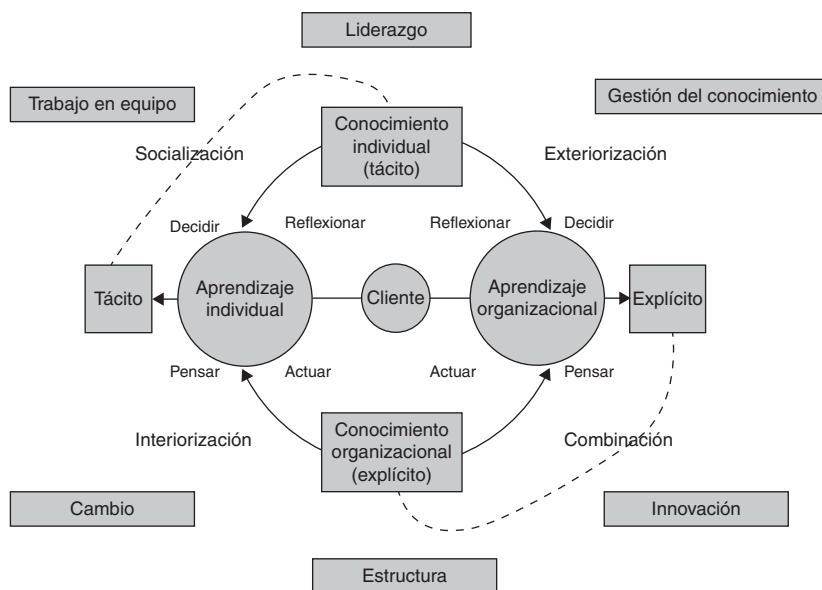 Liderazgo
Trabajo en equipo
Gestión del conocimiento
Conocimiento
individual
(tácito)
Socialización
Exteriorización
Decidir
Reflexionar
Reflexionar
Decidir
Tácito
Aprendizaje
individual
Cliente
Aprendizaje
organizacional
Explícito
Pensar
Actuar
Actuar
Pensar
Interiorización
Conocimiento
organizacional
(explícito)
Combinación
Cambio
Innovación
Estructura